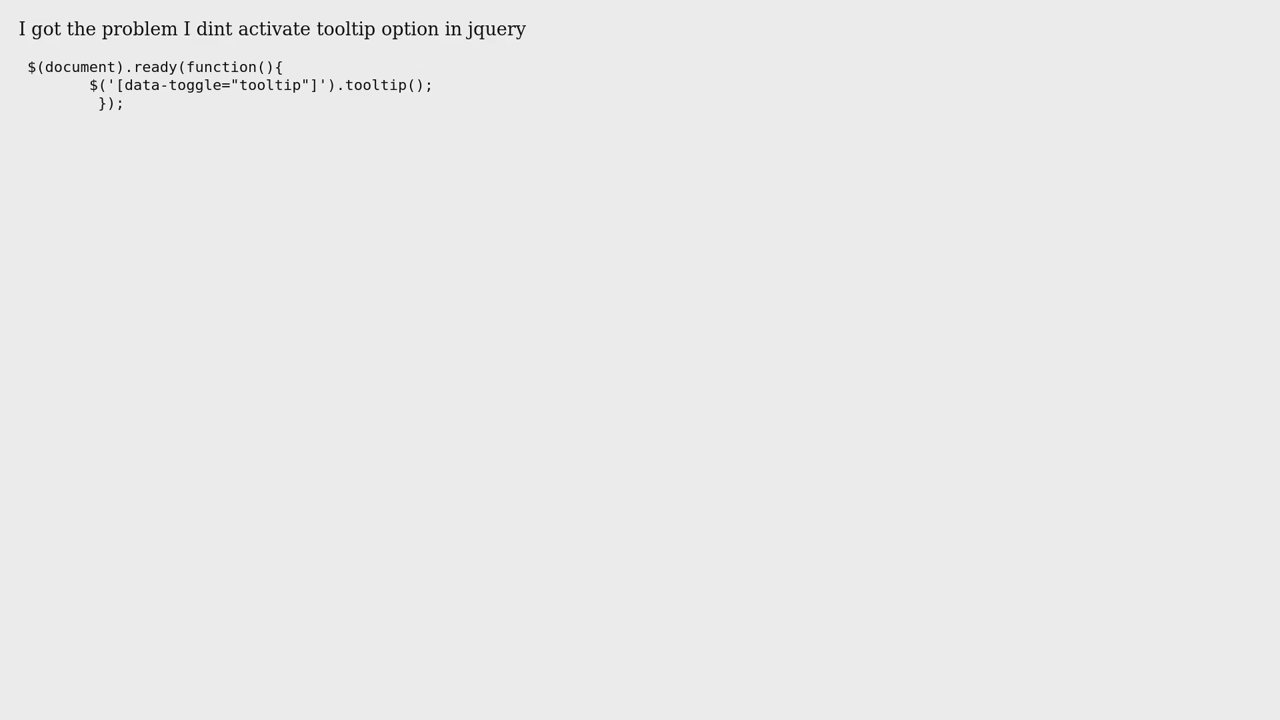 I got the problem I dint activate tooltip option in jquery
$(document).ready(function(){
$('[data-toggle="tooltip"]').tooltip();
});